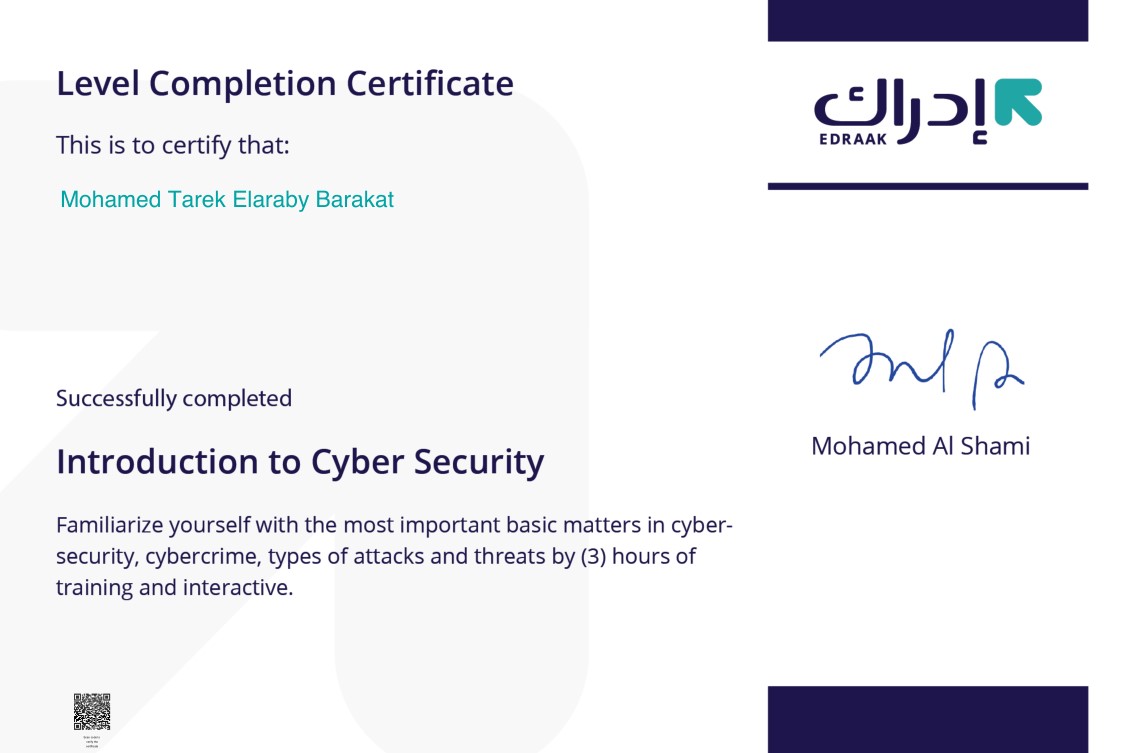 Level Completion Certificate
This is to certify that:
Mohamed Tarek Elaraby Barakat
Successfully completed
Introduction to Cyber Security
Familiarize yourself with the most important basic matters in cyber-
security, cybercrime, types of attacks and threats by (3) hours of
training and interactive.
إدراك
EDRAAK
Mohamed Al Shami